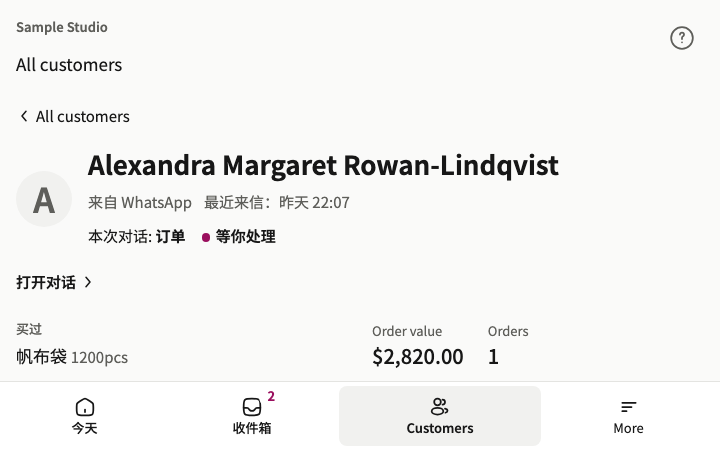 Sample Studio
?
All customers
All customers
A
Alexandra Margaret Rowan-Lindqvist
来自 WhatsApp 最近来信：昨天 22:07
本次对话: 订单 等你处理
打开对话
买过
帆布袋 1200pcs
Order value
$2,820.00
Orders
1
今天
收件箱 2
Customers
More